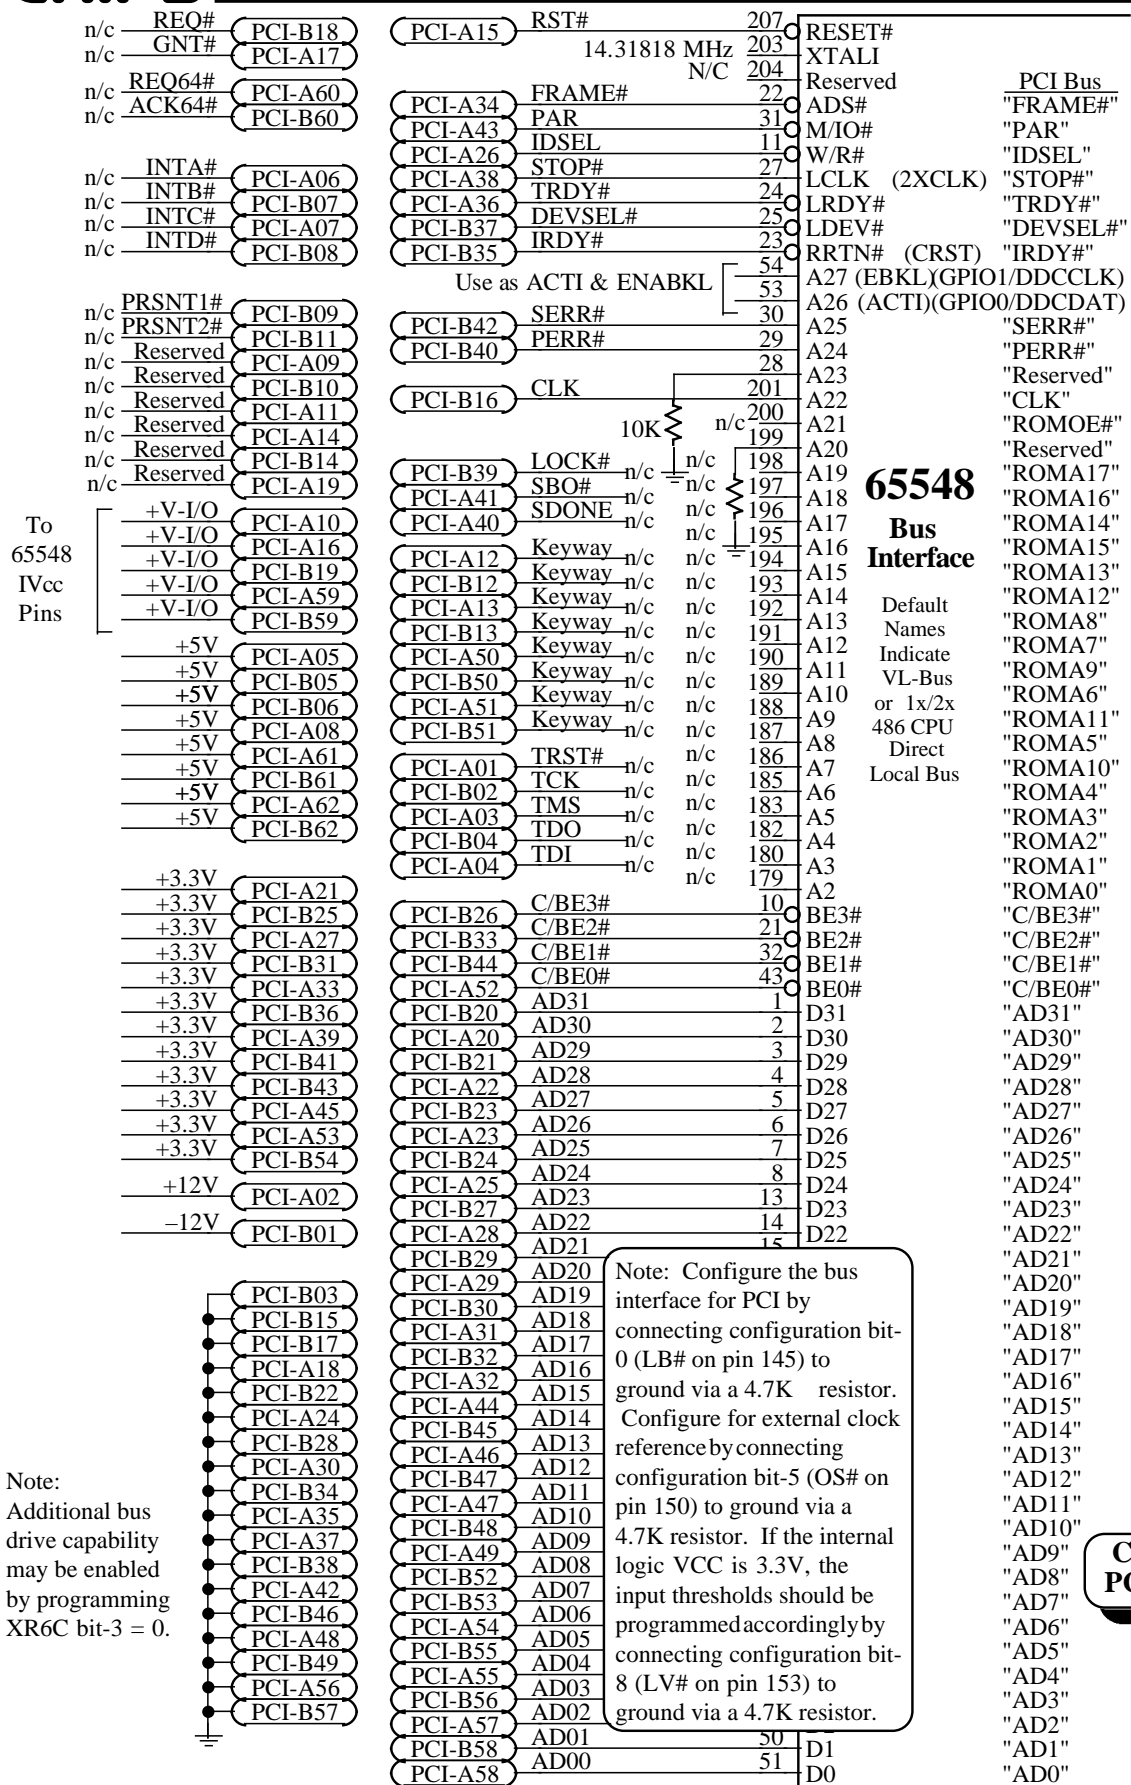 n/c REQ# PCI-B18
n/c GNT# PCI-A17
n/c REQ64# PCI-A60
n/c ACK64# PCI-B60
n/c INTA# PCI-A06
n/c INTB# PCI-B07
n/c INTC# PCI-A07
n/c INTD# PCI-B08
n/c PRSNT1# PCI-B09
n/c PRSNT2# PCI-B11
n/c Reserved PCI-A09
n/c Reserved PCI-B10
n/c Reserved PCI-A11
n/c Reserved PCI-A14
n/c Reserved PCI-B14
n/c Reserved PCI-A19
To
65548
IVcc
Pins
+V-I/O PCI-A10
+V-I/O PCI-A16
+V-I/O PCI-B19
+V-I/O PCI-A59
+V-I/O PCI-B59
+5V PCI-A05
+5V PCI-B05
+5V PCI-B06
+5V PCI-A08
+5V PCI-A61
+5V PCI-B61
+5V PCI-A62
+5V PCI-B62
+3.3V PCI-A21
+3.3V PCI-B25
+3.3V PCI-A27
+3.3V PCI-B31
+3.3V PCI-A33
+3.3V PCI-B36
+3.3V PCI-A39
+3.3V PCI-B41
+3.3V PCI-B43
+3.3V PCI-A45
+3.3V PCI-A53
+3.3V PCI-B54
+12V PCI-A02
–12V PCI-B01
PCI-B03
PCI-B15
PCI-B17
PCI-A18
PCI-B22
PCI-A24
PCI-B28
PCI-A30
PCI-B34
PCI-A35
PCI-A37
PCI-B38
PCI-A42
PCI-B46
PCI-A48
PCI-B49
PCI-A56
PCI-B57
Note:
Additional bus
drive capability
may be enabled
by programming
XR6C bit-3 = 0.
PCI Bus
PCI-A15 RST# 207 RESET#
14.31818 MHz 203 XTALI
N/C 204 Reserved
PCI-A34 FRAME# 22 ADS# "FRAME#"
PCI-A43 PAR 31 M/IO# "PAR"
PCI-A26 IDSEL 11 W/R# "IDSEL"
PCI-A38 STOP# 27 LCLK (2XCLK) "STOP#"
PCI-A36 TRDY# 24 LRDY# "TRDY#"
PCI-B37 DEVSEL# 25 LDEV# "DEVSEL#"
PCI-B35 IRDY# 23 RRTN# (CRST) "IRDY#"
Use as ACTI & ENABKL
54 A27 (EBKL)(GPIO1/DDCCLK)
53 A26 (ACTI)(GPIO0/DDCDAT)
PCI-B42 SERR# 30 A25 "SERR#"
PCI-B40 PERR# 29 A24 "PERR#"
28 A23 "Reserved"
PCI-B16 CLK 201 A22 "CLK"
10K n/c 200 A21 "ROMOE#"
199 A20 "Reserved"
PCI-B39 LOCK# n/c n/c 198 A19 "ROMA17"
PCI-A41 SBO# n/c n/c 197 A18 "ROMA16"
PCI-A40 SDONE n/c n/c 196 A17 "ROMA14"
n/c 195 A16 "ROMA15"
PCI-A12 Keyway n/c n/c 194 A15 "ROMA13"
PCI-B12 Keyway n/c n/c 193 A14 "ROMA12"
PCI-A13 Keyway n/c n/c 192 A13 "ROMA8"
PCI-B13 Keyway n/c n/c 191 A12 "ROMA7"
PCI-A50 Keyway n/c n/c 190 A11 "ROMA9"
PCI-B50 Keyway n/c n/c 189 A10 "ROMA6"
PCI-A51 Keyway n/c n/c 188 A9 "ROMA11"
PCI-B51 Keyway n/c n/c 187 A8 "ROMA5"
PCI-A01 TRST# n/c n/c 186 A7 "ROMA10"
PCI-B02 TCK n/c n/c 185 A6 "ROMA4"
PCI-A03 TMS n/c n/c 183 A5 "ROMA3"
PCI-B04 TDO n/c n/c 182 A4 "ROMA2"
PCI-A04 TDI n/c n/c 180 A3 "ROMA1"
n/c 179 A2 "ROMA0"
65548
Bus
Interface
Default
Names
Indicate
VL-Bus
or 1x/2x
486 CPU
Direct
Local Bus
PCI-B26 C/BE3# 10 BE3# "C/BE3#"
PCI-B33 C/BE2# 21 BE2# "C/BE2#"
PCI-B44 C/BE1# 32 BE1# "C/BE1#"
PCI-A52 C/BE0# 43 BE0# "C/BE0#"
PCI-B20 AD31 1 D31 "AD31"
PCI-A20 AD30 2 D30 "AD30"
PCI-B21 AD29 3 D29 "AD29"
PCI-A22 AD28 4 D28 "AD28"
PCI-B23 AD27 5 D27 "AD27"
PCI-A23 AD26 6 D26 "AD26"
PCI-B24 AD25 7 D25 "AD25"
PCI-A25 AD24 8 D24 "AD24"
PCI-B27 AD23 13 D23 "AD23"
PCI-A28 AD22 14 D22 "AD22"
PCI-B29 AD21 15 "AD21"
PCI-A29 AD20 "AD20"
PCI-B30 AD19 "AD19"
PCI-A31 AD18 "AD18"
PCI-B32 AD17 "AD17"
PCI-A32 AD16 "AD16"
PCI-A44 AD15 "AD15"
PCI-B45 AD14 "AD14"
PCI-A46 AD13 "AD13"
PCI-B47 AD12 "AD12"
PCI-A47 AD11 "AD11"
PCI-B48 AD10 "AD10"
PCI-A49 AD09 "AD9"
PCI-B52 AD08 "AD8"
PCI-B53 AD07 "AD7"
PCI-A54 AD06 "AD6"
PCI-B55 AD05 "AD5"
PCI-A55 AD04 "AD4"
PCI-B56 AD03 "AD3"
PCI-A57 AD02 "AD2"
PCI-B58 AD01 50 D1 "AD1"
PCI-A58 AD00 51 D0 "AD0"
Note: Configure the bus
interface for PCI by
connecting configuration bit-
0 (LB# on pin 145) to
ground via a 4.7K resistor.
Configure for external clock
reference by connecting
configuration bit-5 (OS# on
pin 150) to ground via a
4.7K resistor. If the internal
logic VCC is 3.3V, the
input thresholds should be
programmed accordingly by
connecting configuration bit-
8 (LV# on pin 153) to
ground via a 4.7K resistor.